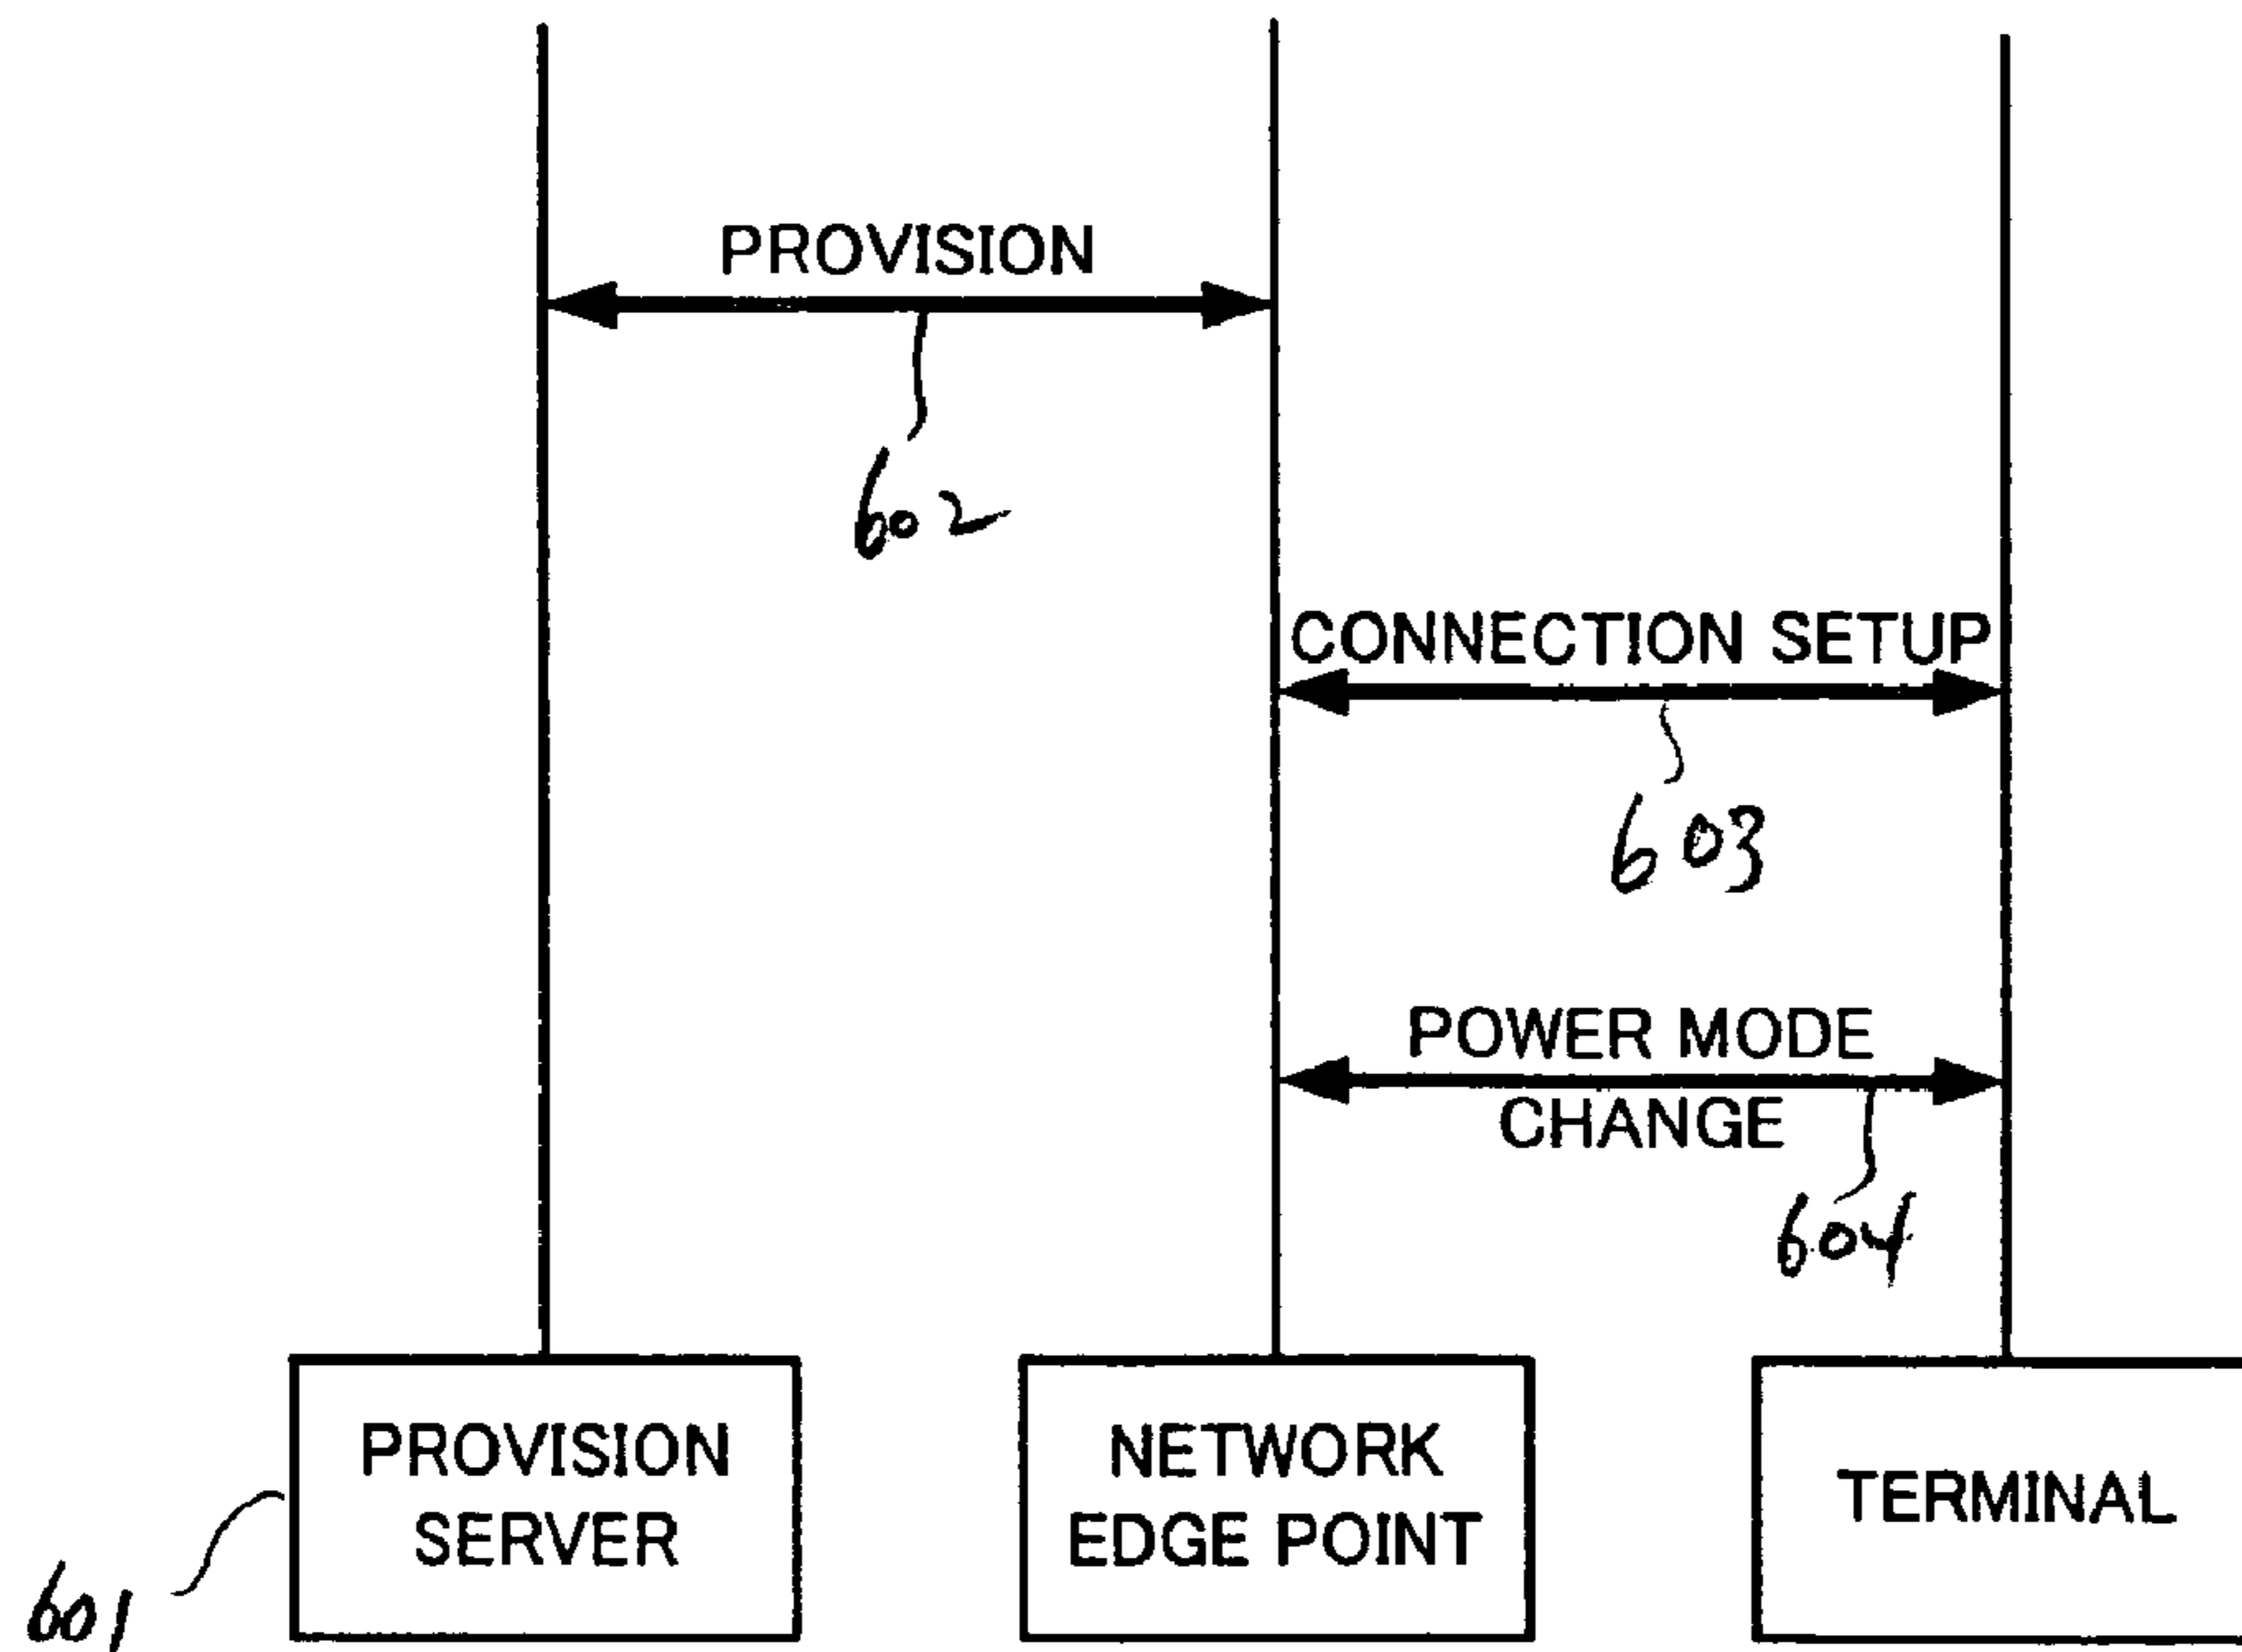 PROVISION
602
CONNECTION SETUP
603
POWER MODE
CHANGE
604
PROVISION
SERVER
NETWORK
EDGE POINT
TERMINAL
601